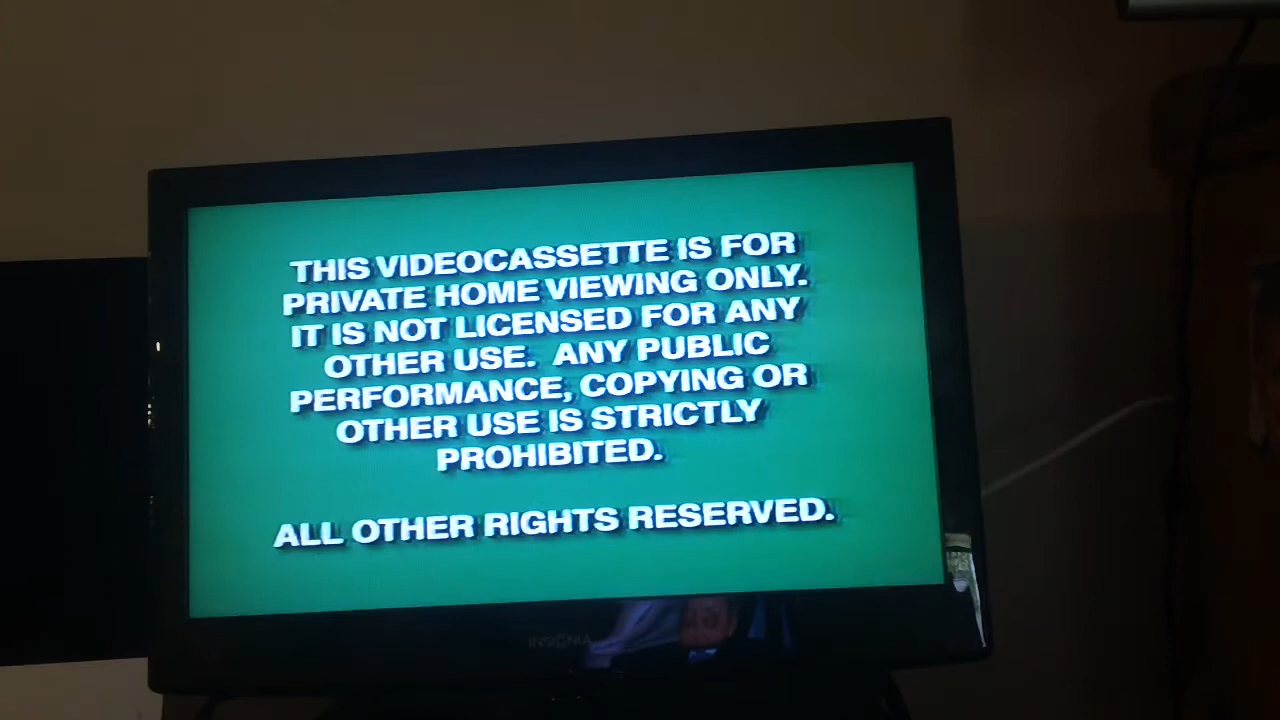 THIS VIDEOCASSETTE IS FOR
PRIVATE HOME VIEWING ONLY.
IT IS NOT LICENSED FOR ANY
OTHER USE. ANY PUBLIC
PERFORMANCE, COPYING OR
OTHER USE IS STRICTLY
PROHIBITED.
ALL OTHER RIGHTS RESERVED.
INSIGNIA